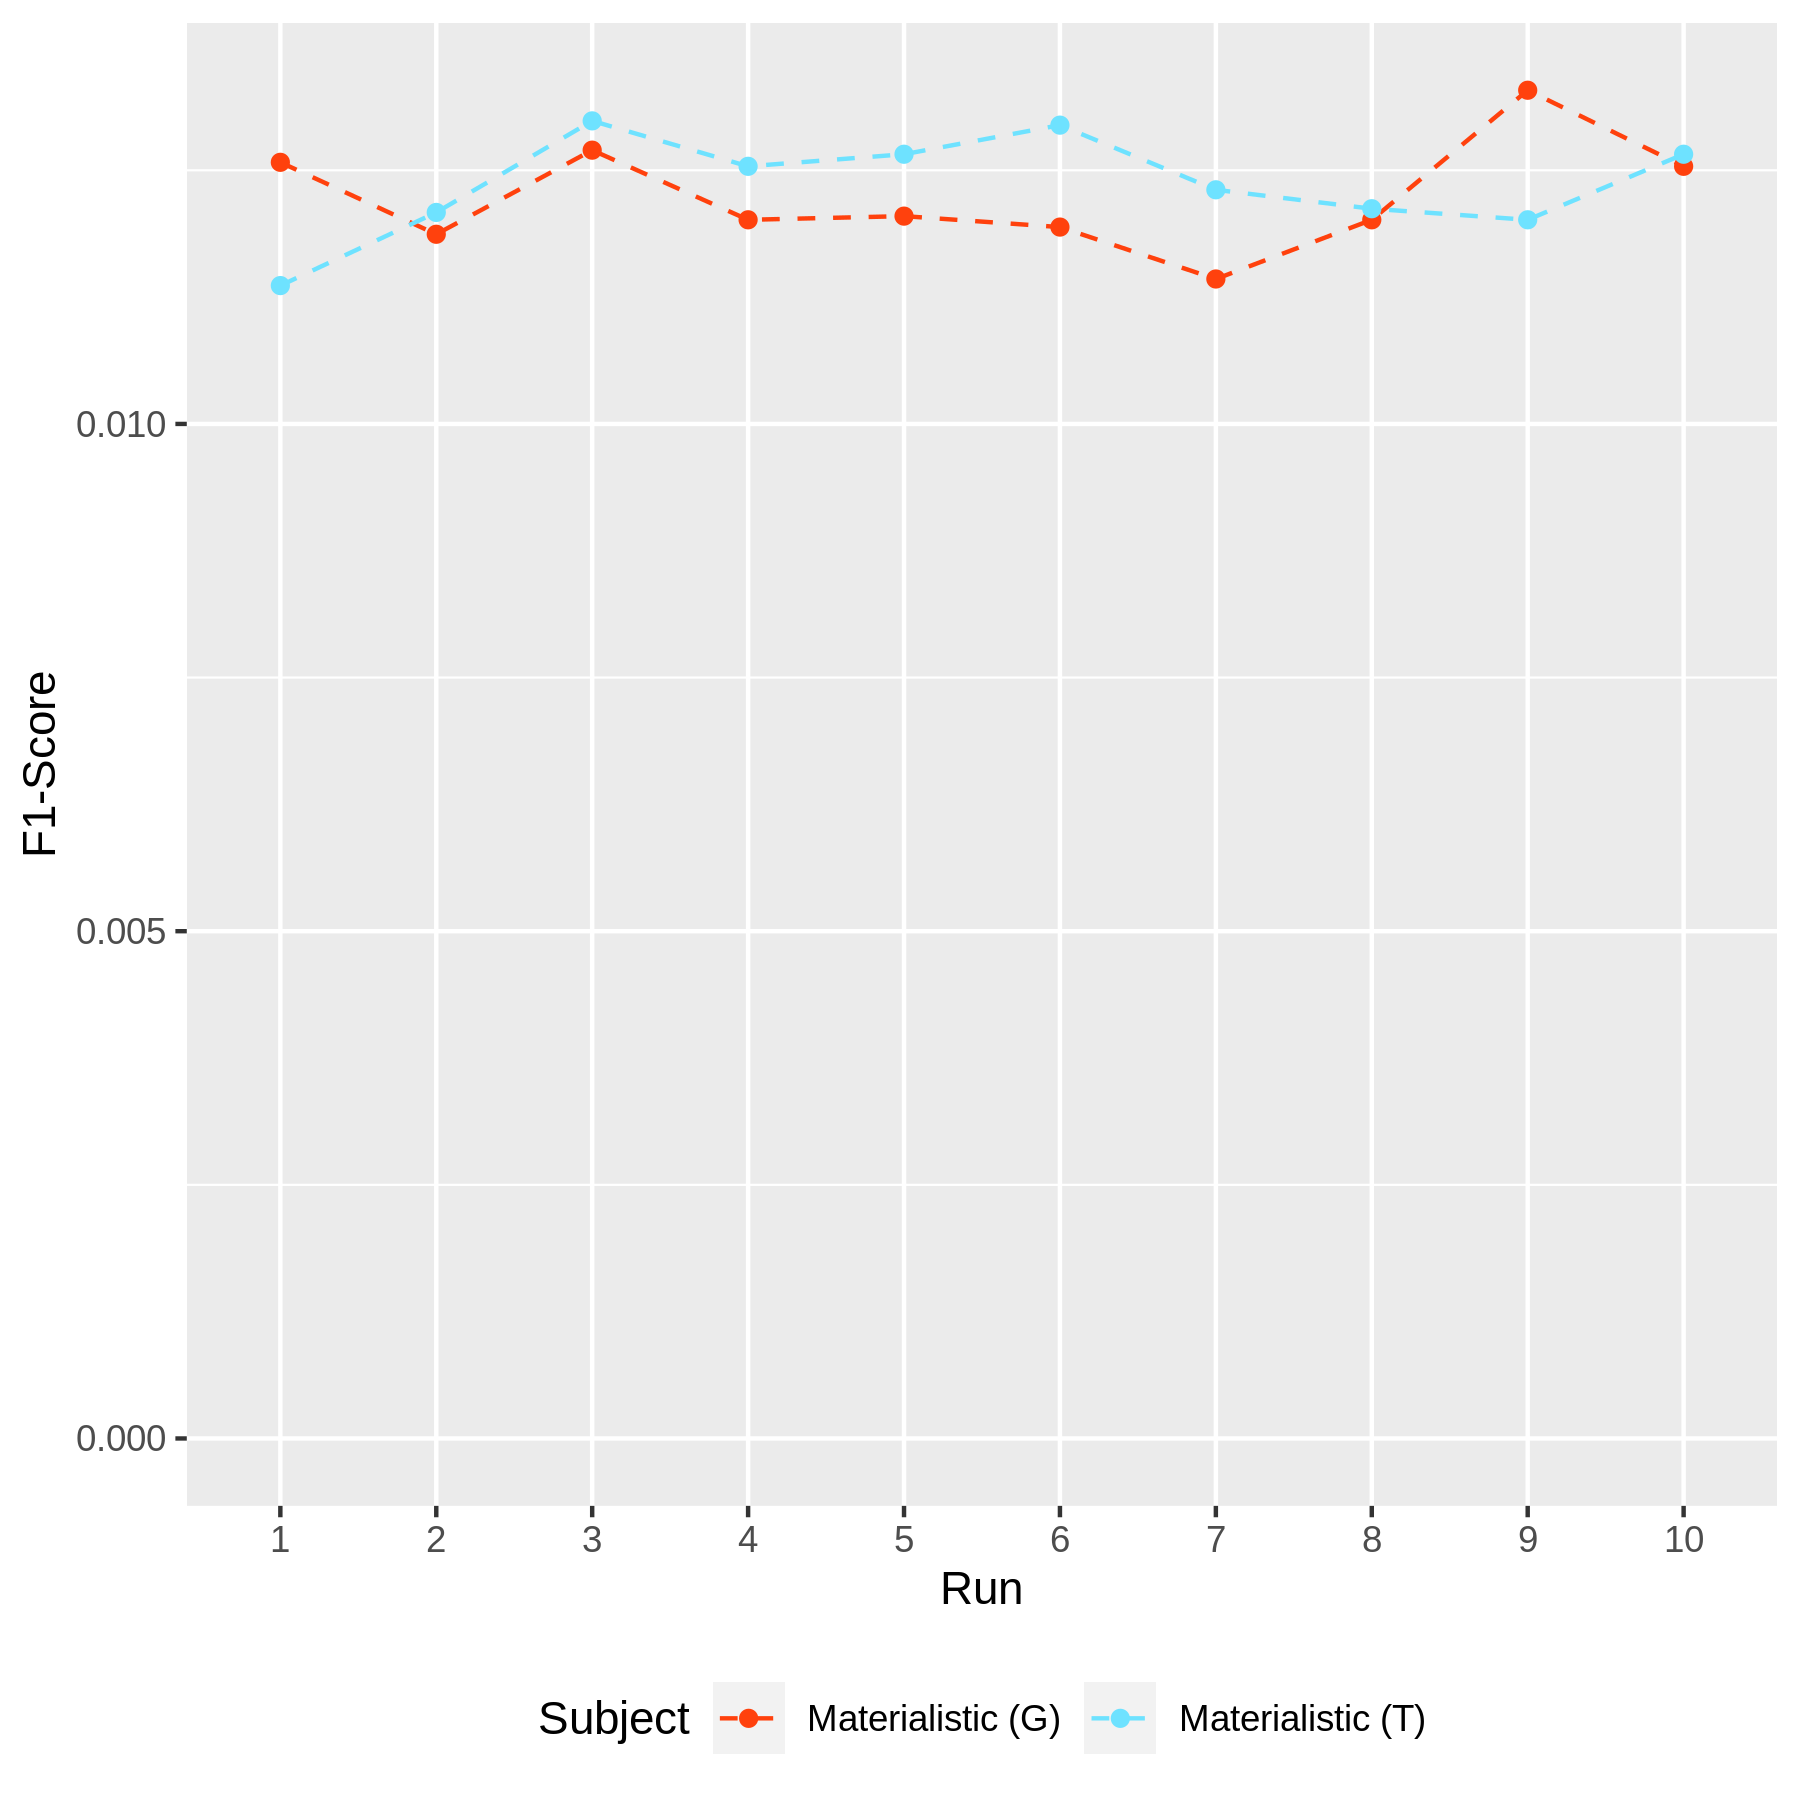 F1-Score
0.010
0.005
0.000
1 2 3 4 5 6 7 8 9 10
Run
Subject Materialistic (G) Materialistic (T)